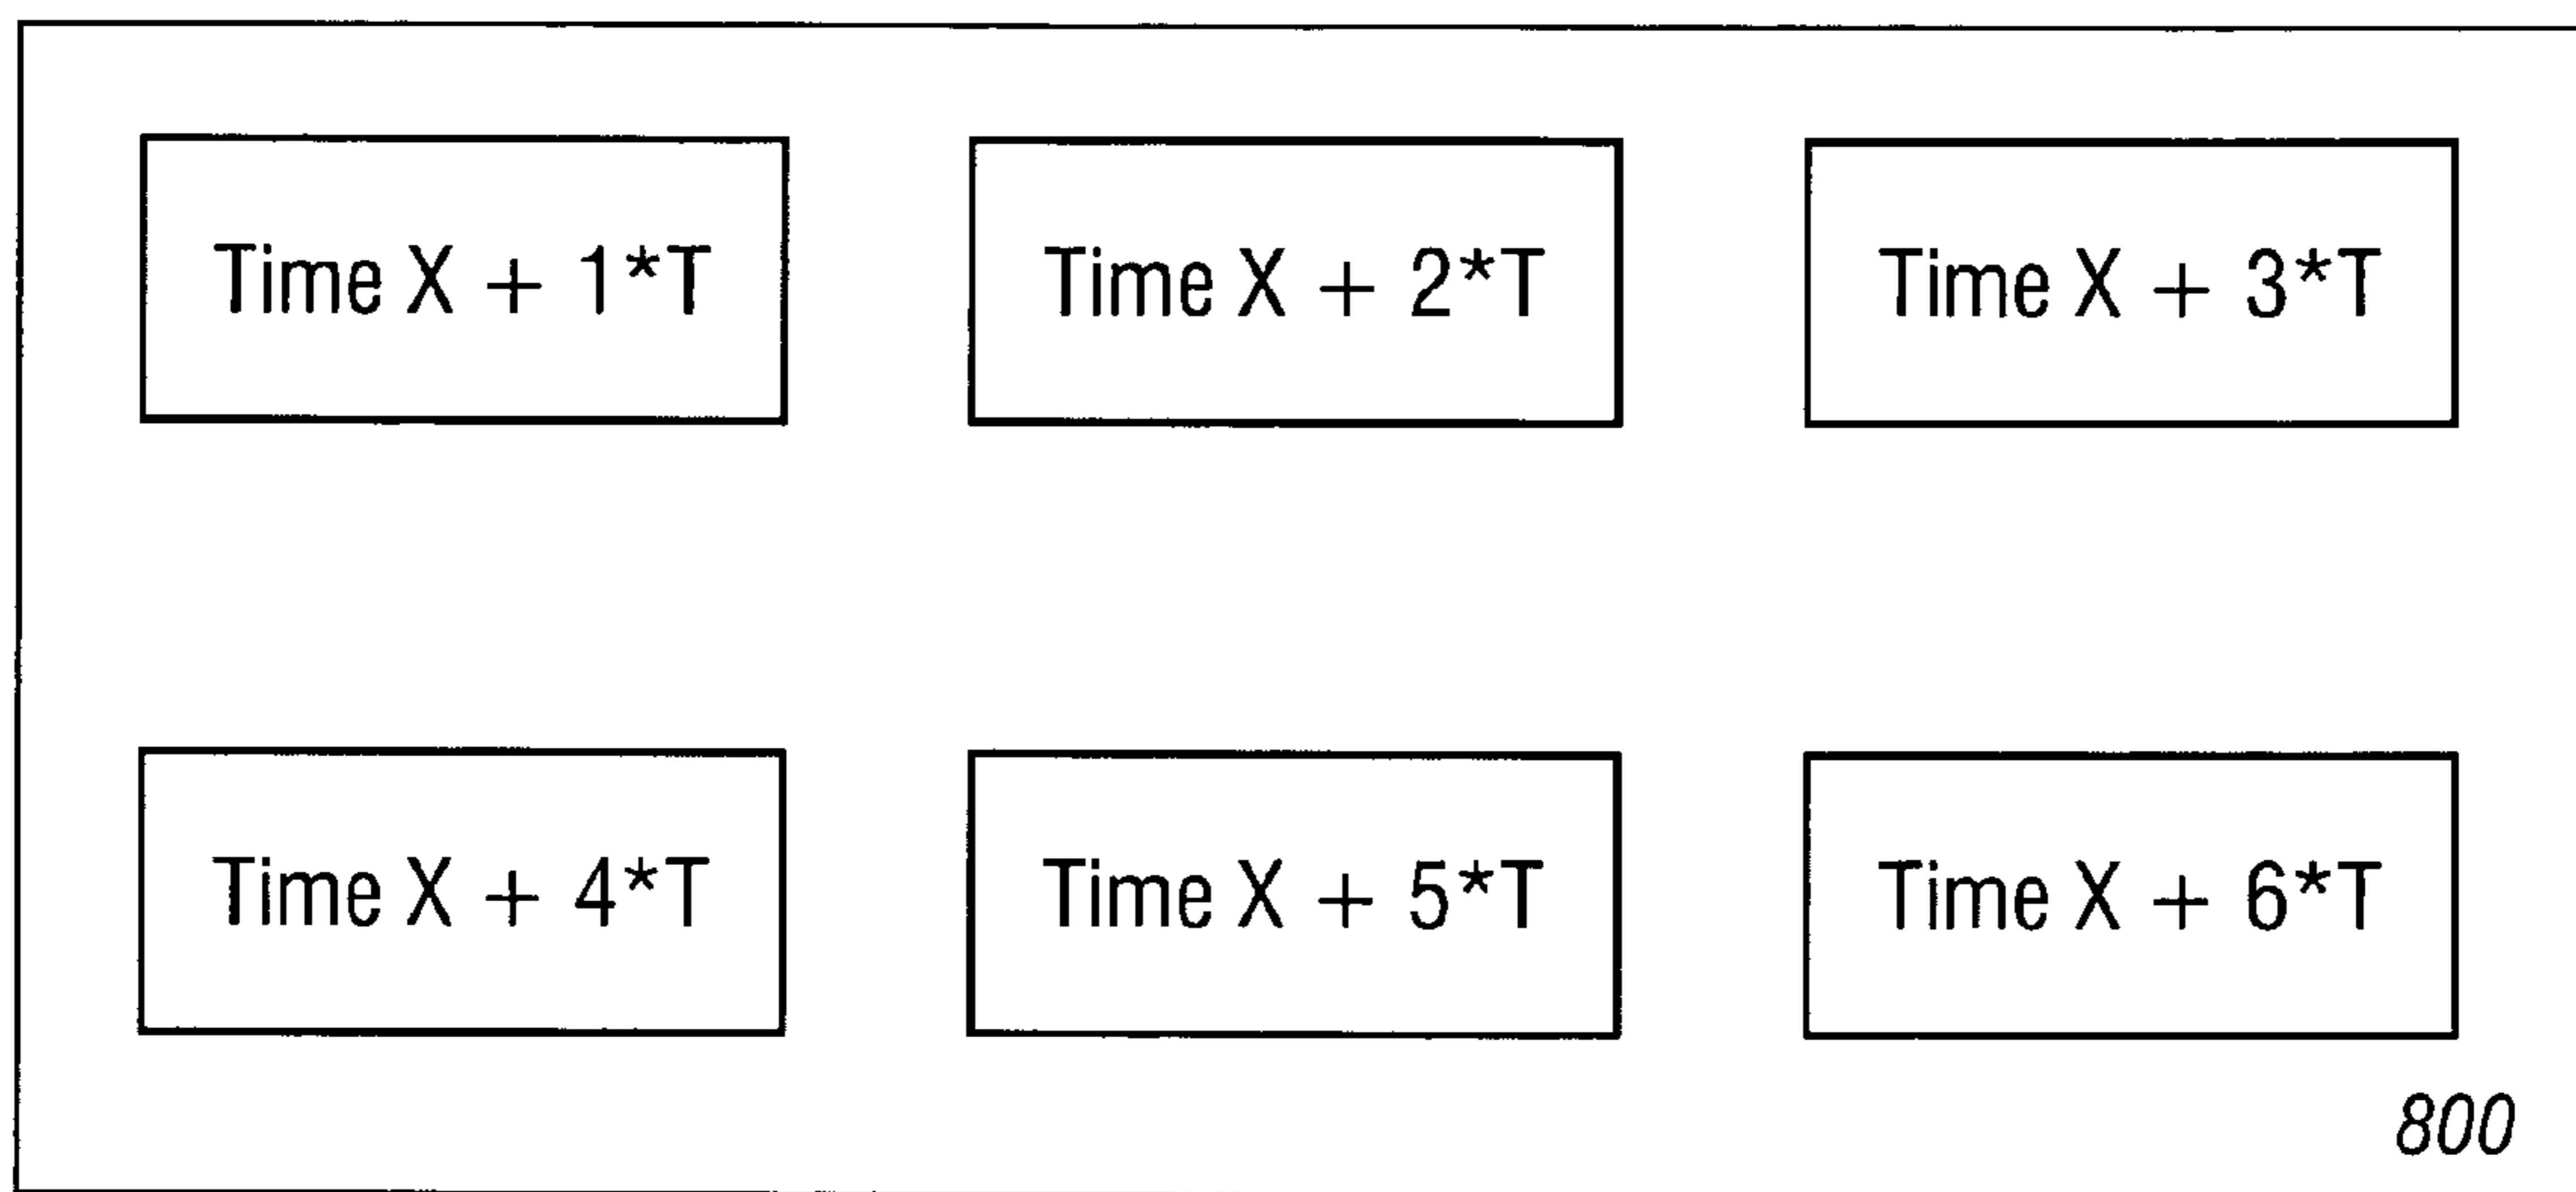 Time X + 1*T
Time X + 2*T
Time X + 3*T
Time X + 4*T
Time X + 5*T
Time X + 6*T
800